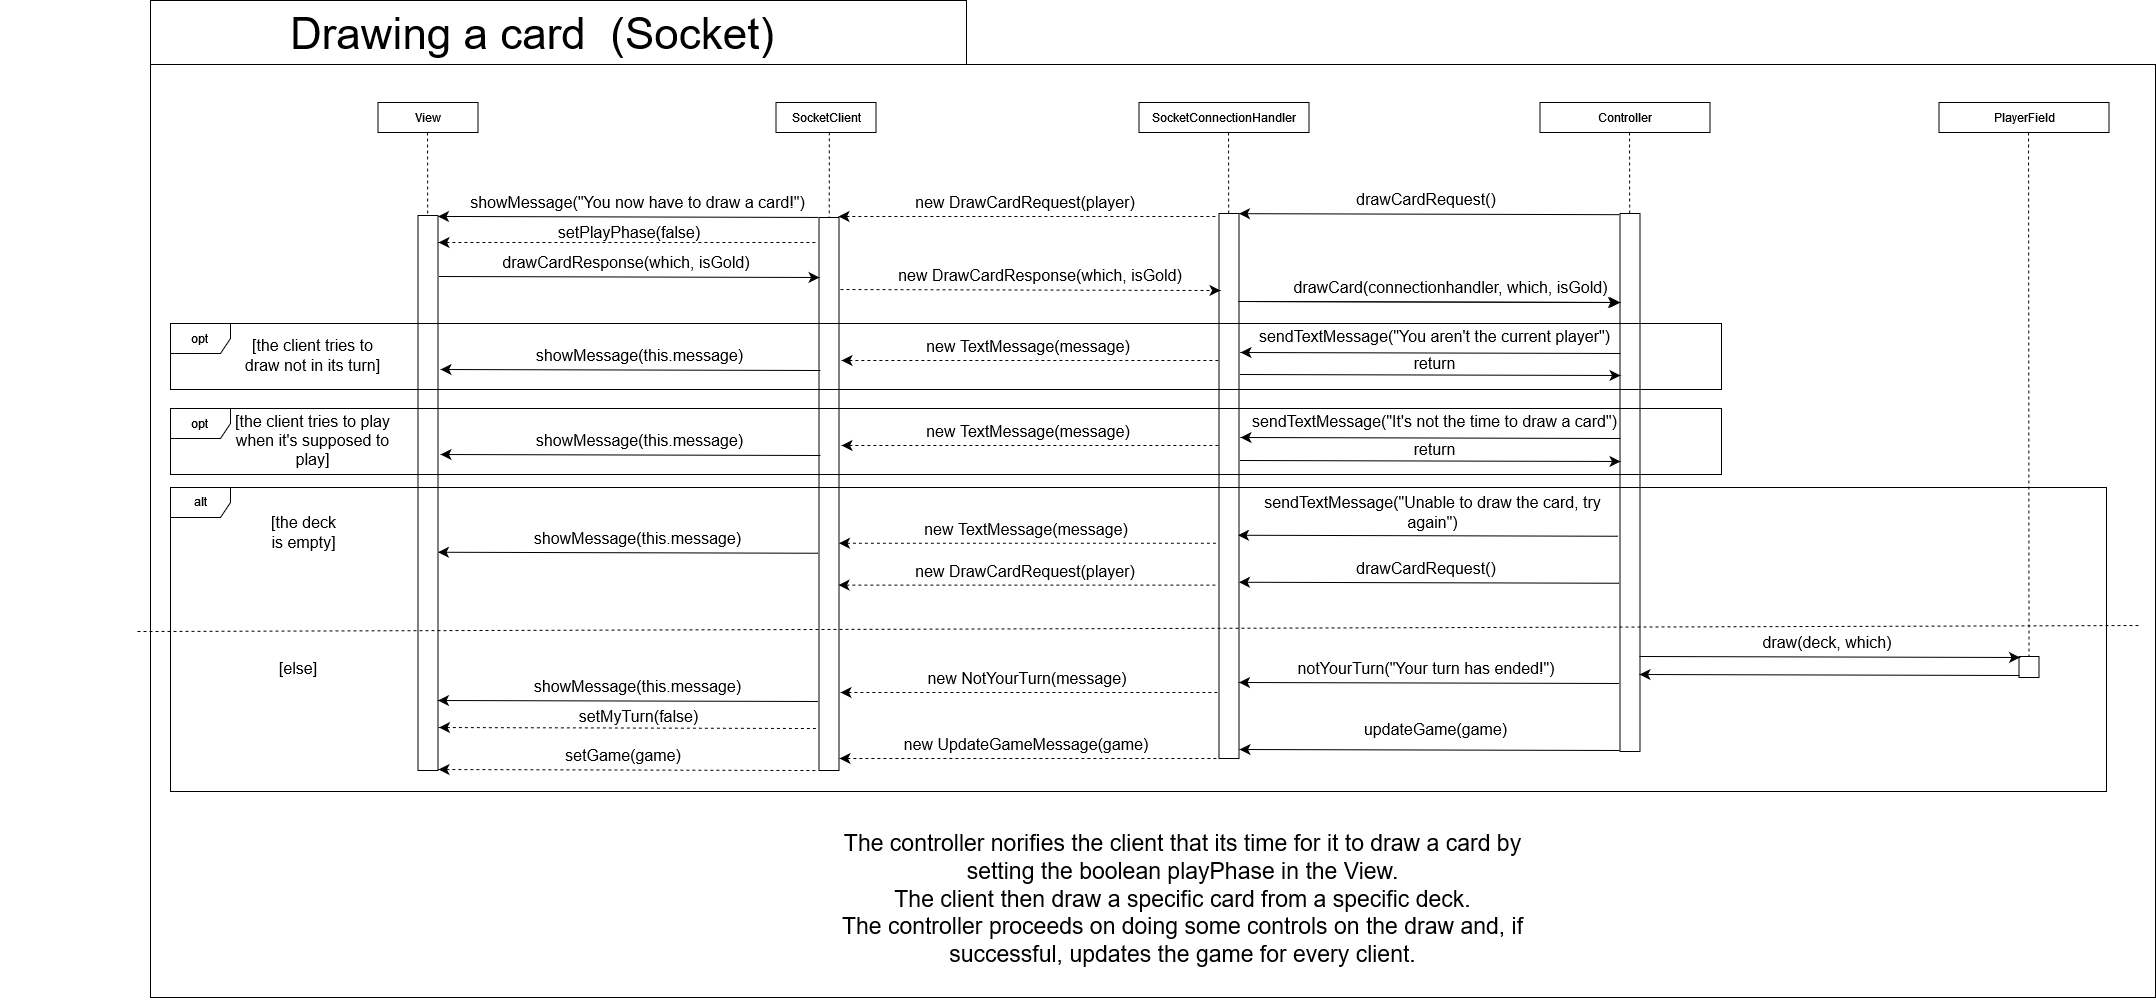 Drawing a card (Socket)
View
SocketClient
SocketConnectionHandler
Controller
PlayerField
showMessage("You now have to draw a card!")
new DrawCardRequest(player)
drawCardRequest()
setPlayPhase(false)
drawCardResponse(which, isGold)
new DrawCardResponse(which, isGold)
drawCard(connectionhandler, which, isGold)
opt
[the client tries to
draw not in its turn]
showMessage(this.message)
new TextMessage(message)
sendTextMessage("You aren't the current player")
return
opt
[the client tries to play
when it's supposed to
play]
showMessage(this.message)
new TextMessage(message)
sendTextMessage("It's not the time to draw a card")
return
alt
[the deck
is empty]
showMessage(this.message)
new TextMessage(message)
sendTextMessage("Unable to draw the card, try
again")
new DrawCardRequest(player)
drawCardRequest()
draw(deck, which)
[else]
showMessage(this.message)
new NotYourTurn(message)
notYourTurn("Your turn has ended!")
setMyTurn(false)
updateGame(game)
new UpdateGameMessage(game)
setGame(game)
The controller norifies the client that its time for it to draw a card by
setting the boolean playPhase in the View.
The client then draw a specific card from a specific deck.
The controller proceeds on doing some controls on the draw and, if
successful, updates the game for every client.